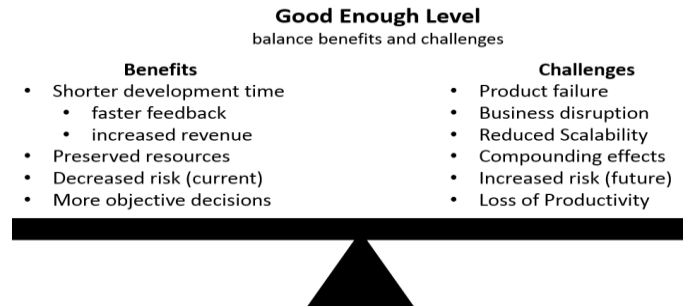 Good Enough Level
balance benefits and challenges
Benefits
• Shorter development time
• faster feedback
• increased revenue
• Preserved resources
• Decreased risk (current)
• More objective decisions
Challenges
• Product failure
• Business disruption
• Reduced Scalability
• Compounding effects
• Increased risk (future)
• Loss of Productivity